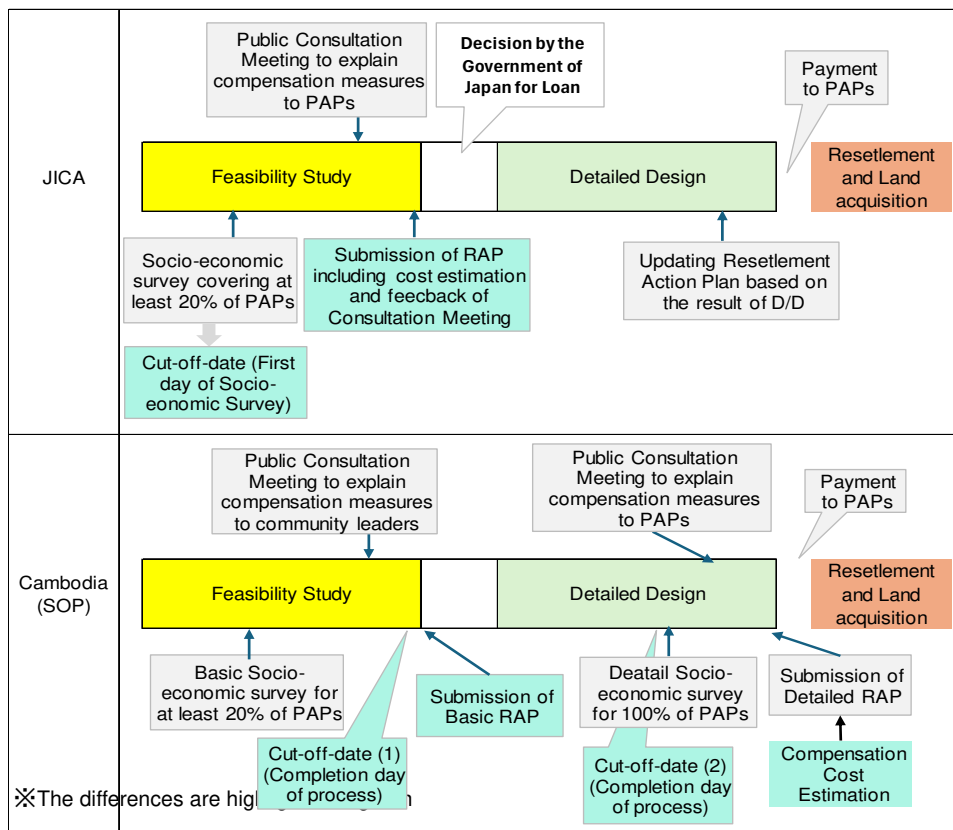 Public Consultation
Meeting to explain
compensation measures
to PAPs
Decision by the
Government of
Japan for Loan
Payment
to PAPs
JICA
Feasibility Study
Detailed Design
Resetlement
and Land
acquisition
Socio-economic
survey covering at
least 20% of PAPs
Submission of RAP
including cost estimation
and feecback of
Consultation Meeting
Updating Resetlement
Action Plan based on
the result of D/D
Cut-off-date (First
day of Socio-
eonomic Survey)
Public Consultation
Meeting to explain
compensation measures
to community leaders
Public Consultation
Meeting to explain
compensation measures
to PAPs
Payment
to PAPs
Cambodia
(SOP)
Feasibility Study
Detailed Design
Resetlement
and Land
acquisition
Basic Socio-
economic survey for
at least 20% of PAPs
Submission of
Basic RAP
Deatail Socio-
economic survey
for 100% of PAPs
Submission of
Detailed RAP
Cut-off-date (1)
(Completion day
of process)
Cut-off-date (2)
(Completion day
of process)
Compensation
Cost
Estimation
※The differences are hig